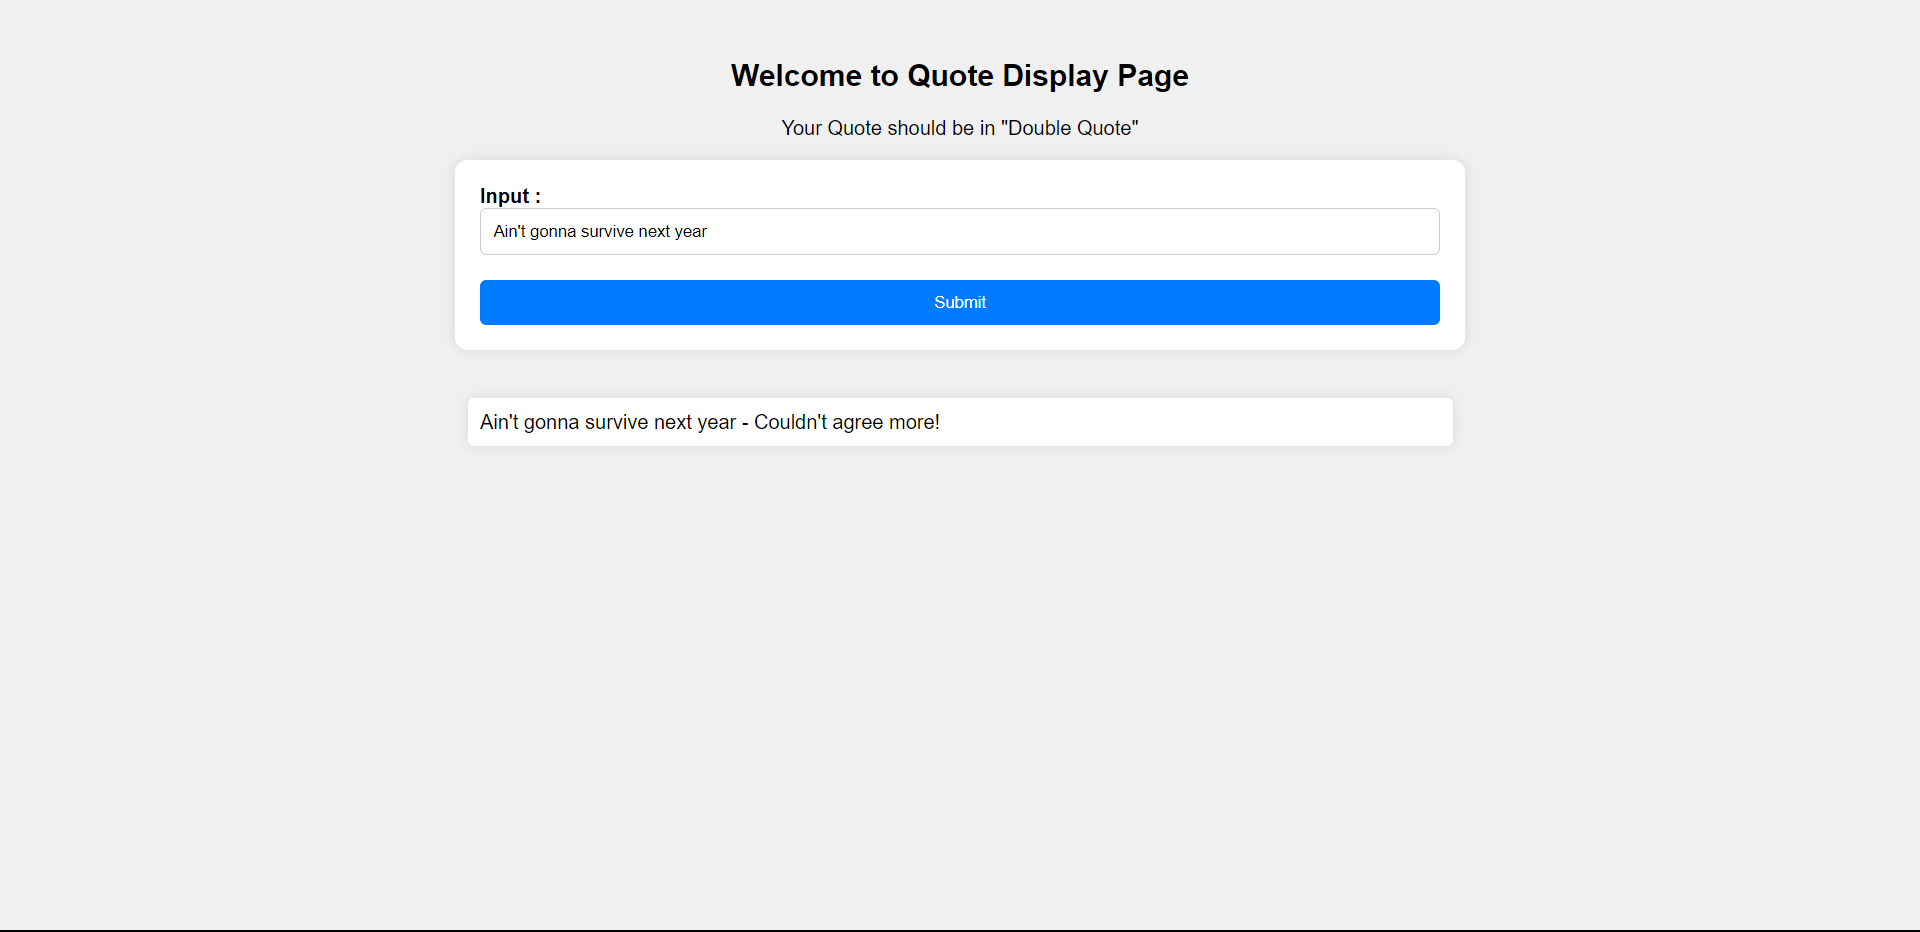 Welcome to Quote Display Page
Your Quote should be in "Double Quote"
Input :
Ain't gonna survive next year
Submit
Ain't gonna survive next year - Couldn't agree more!